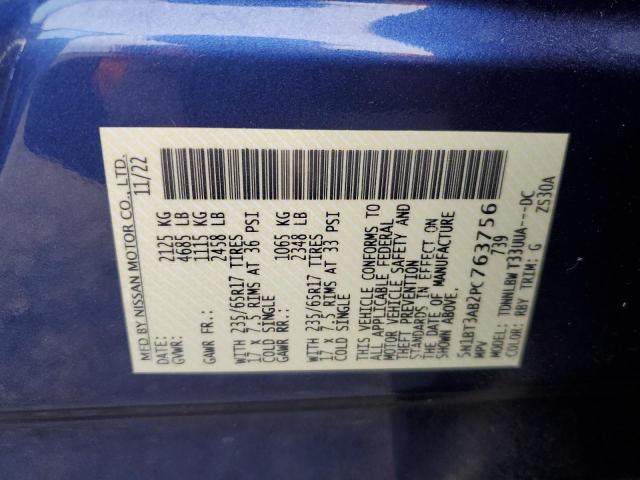 MFD BY NISSAN MOTOR CO., LTD.
11/22
GVWR: 2125 KG
4685 LB
GAWR FR.: 1115 KG
2458 LB
WITH 235/65R17 TIRES
17 X 7.5 RIMS AT 36 PSI
COLD SINGLE
GAWR RR.: 1065 KG
2348 LB
WITH 235/65R17 TIRES
17 X 7.5 RIMS AT 33 PSI
COLD SINGLE
THIS VEHICLE CONFORMS TO
ALL APPLICABLE FEDERAL
MOTOR VEHICLE SAFETY AND
THEFT PREVENTION
STANDARDS IN EFFECT ON
THE DATE OF MANUFACTURE
SHOWN ABOVE.
5N1BT3AB2PC763756
MPV 739
MODEL: TDNNLBW T33UUA---DC
COLOR: RBY TRIM: G ZS30A